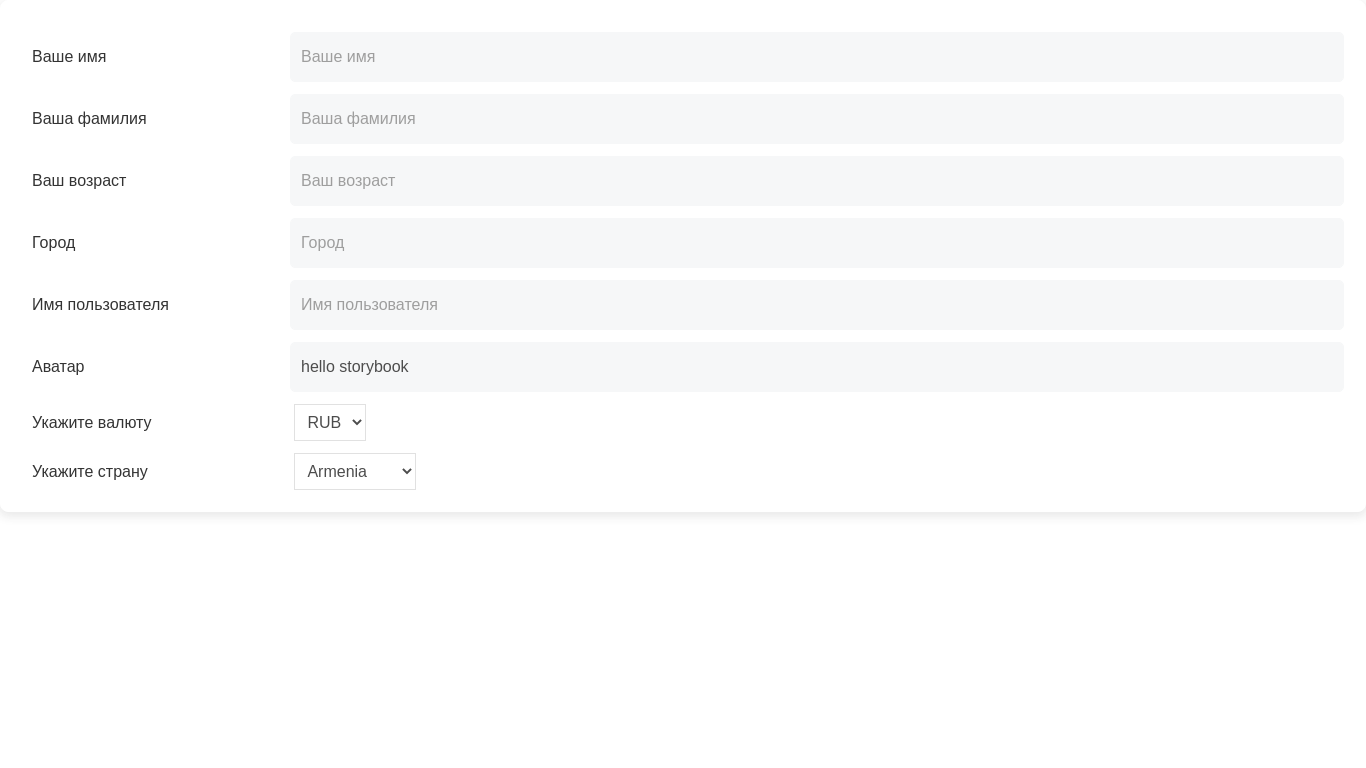 Ваше имя
Ваше имя
Ваша фамилия
Ваша фамилия
Ваш возраст
Ваш возраст
Город
Город
Имя пользователя
Имя пользователя
Аватар
hello storybook
Укажите валюту
RUB
Укажите страну
Armenia